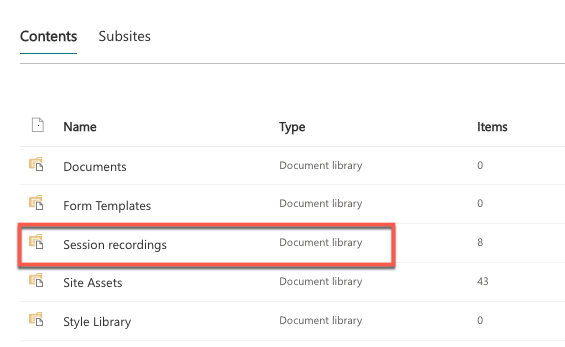 Contents Subsites
Name Type Items
Documents Document library 0
Form Templates Document library 0
Session recordings Document library 8
Site Assets Document library 43
Style Library Document library 0